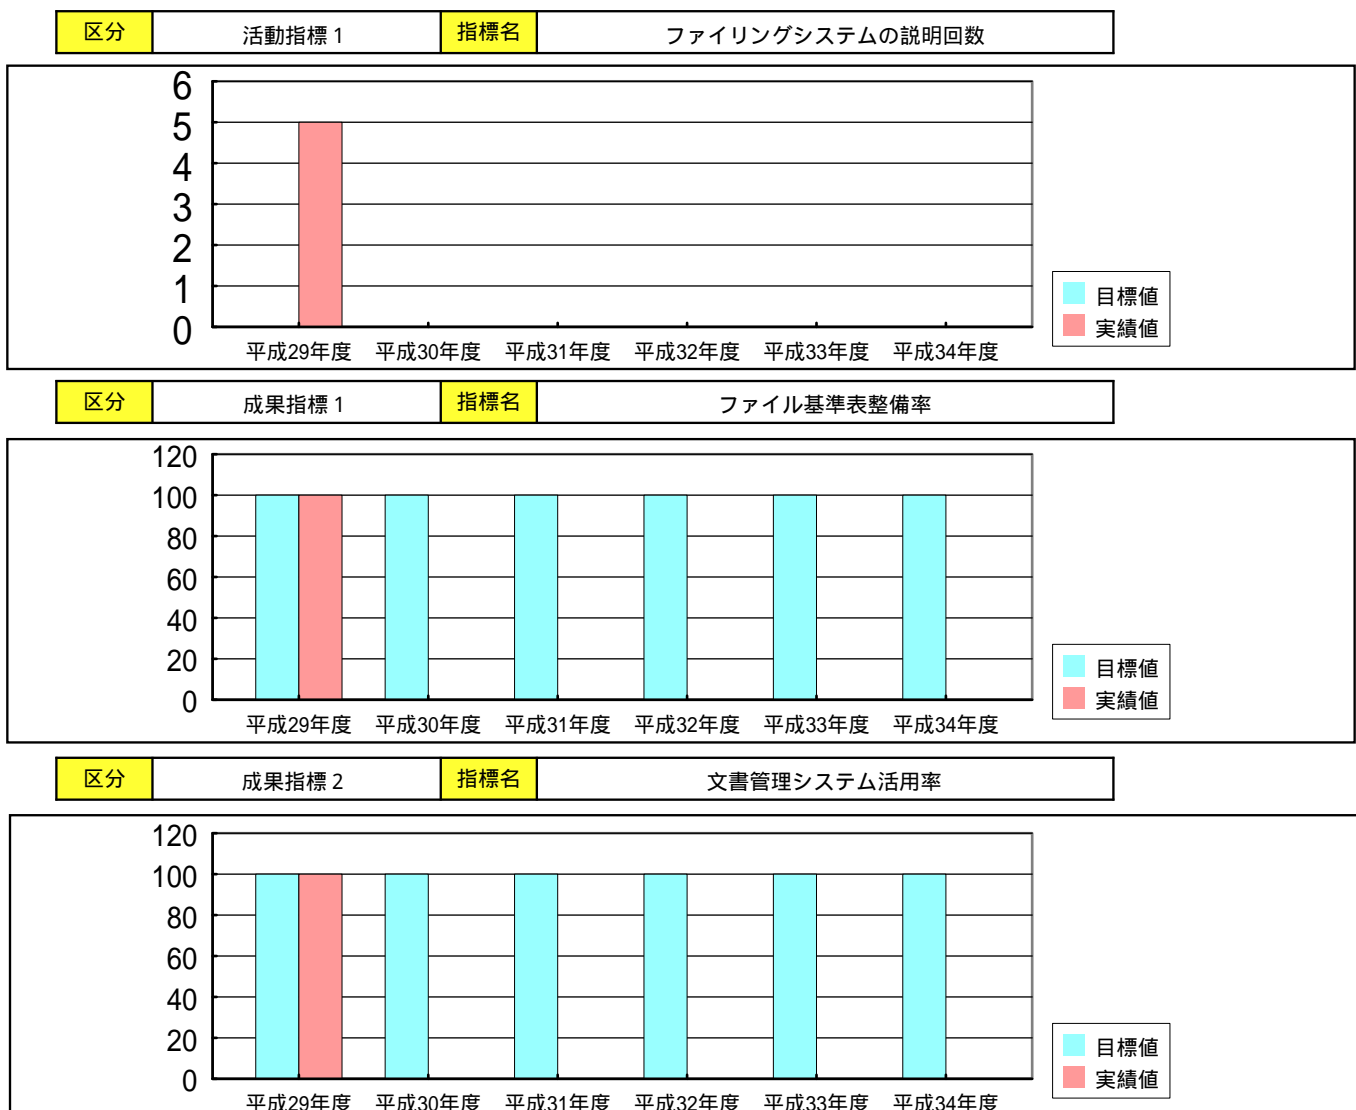 区分 活動指標1 指標名 ファイリングシステムの説明回数
6
5
4
3
2
1
0
平成29年度 平成30年度 平成31年度 平成32年度 平成33年度 平成34年度
目標値
実績値
区分 成果指標1 指標名 ファイル基準表整備率
120
100
80
60
40
20
0
平成29年度 平成30年度 平成31年度 平成32年度 平成33年度 平成34年度
目標値
実績値
区分 成果指標2 指標名 文書管理システム活用率
120
100
80
60
40
20
0
平成29年度 平成30年度 平成31年度 平成32年度 平成33年度 平成34年度
目標値
実績値